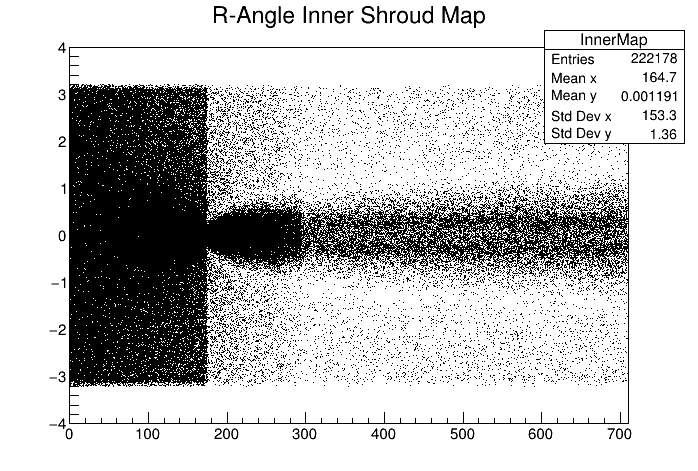 R-Angle Inner Shroud Map
InnerMap
Entries 222178
Mean x 164.7
Mean y 0.001191
Std Dev x 153.3
Std Dev y 1.36
4
3
2
1
0
−1
−2
−3
−4
0 100 200 300 400 500 600 700